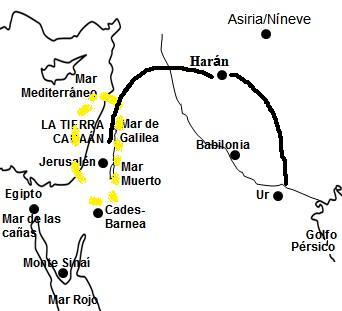 Asiria/Níneve
Harán
Mar
Mediterráneo
LA TIERRA
CANAÁN
Mar de
Galilea
Babilonia
Jerusalén
Mar
Muerto
Egipto
Ur
Cades-
Barnea
Mar de las
cañas
Golfo
Pérsico
Monte Sinaí
Mar Rojo